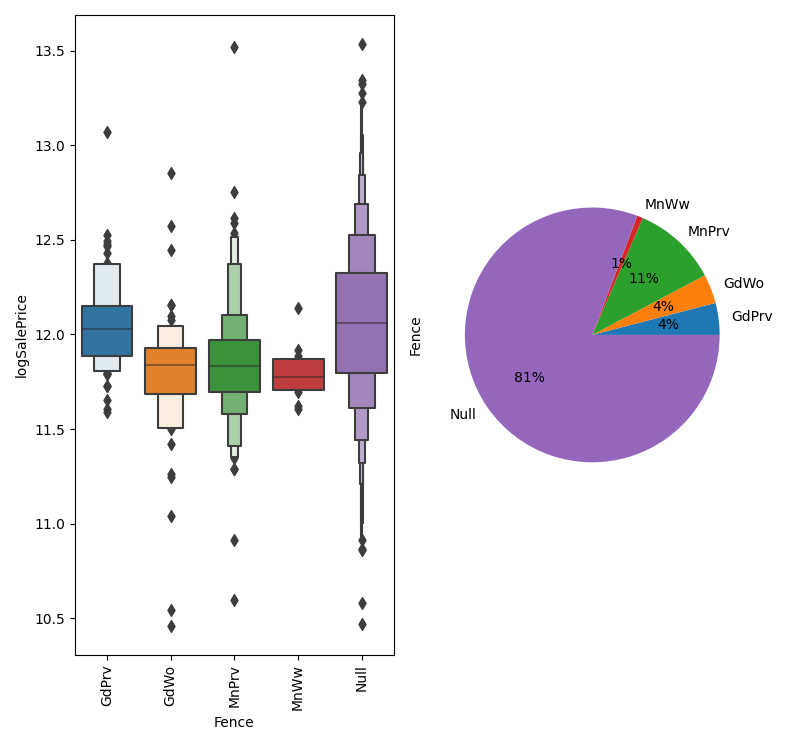 13.5
13.0
12.5
12.0
11.5
11.0
10.5
logSalePrice
GdPrv
GdWo
MnPrv
MnWw
Null
Fence
Fence
MnWw
MnPrv
GdWo
GdPrv
Null
1%
11%
4%
4%
81%